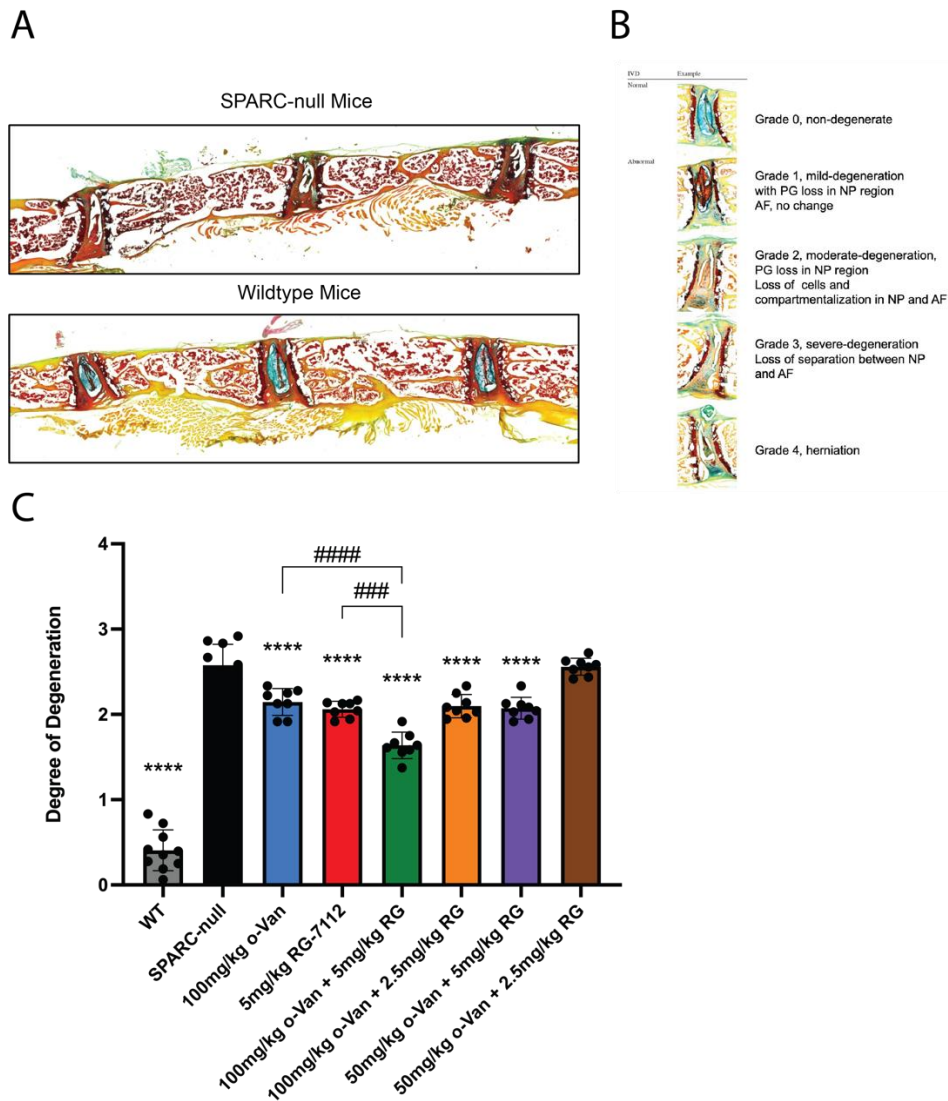 A
SPARC-null Mice
Wildtype Mice
B
IVD Example
Normal
Grade 0, non-degenerate
Abnormal
Grade 1, mild-degeneration
with PG loss in NP region
AF, no change
Grade 2, moderate-degeneration,
PG loss in NP region
Loss of cells and
compartmentalization in NP and AF
Grade 3, severe-degeneration
Loss of separation between NP
and AF
Grade 4, herniation
C
Degree of Degeneration
4
3
2
1
0
####
###
****
****
****
****
****
****
WT
SPARC-null
100mg/kg o-Van
5mg/kg RG-7112
100mg/kg o-Van + 5mg/kg RG
100mg/kg o-Van + 2.5mg/kg RG
50mg/kg o-Van + 5mg/kg RG
50mg/kg o-Van + 2.5mg/kg RG